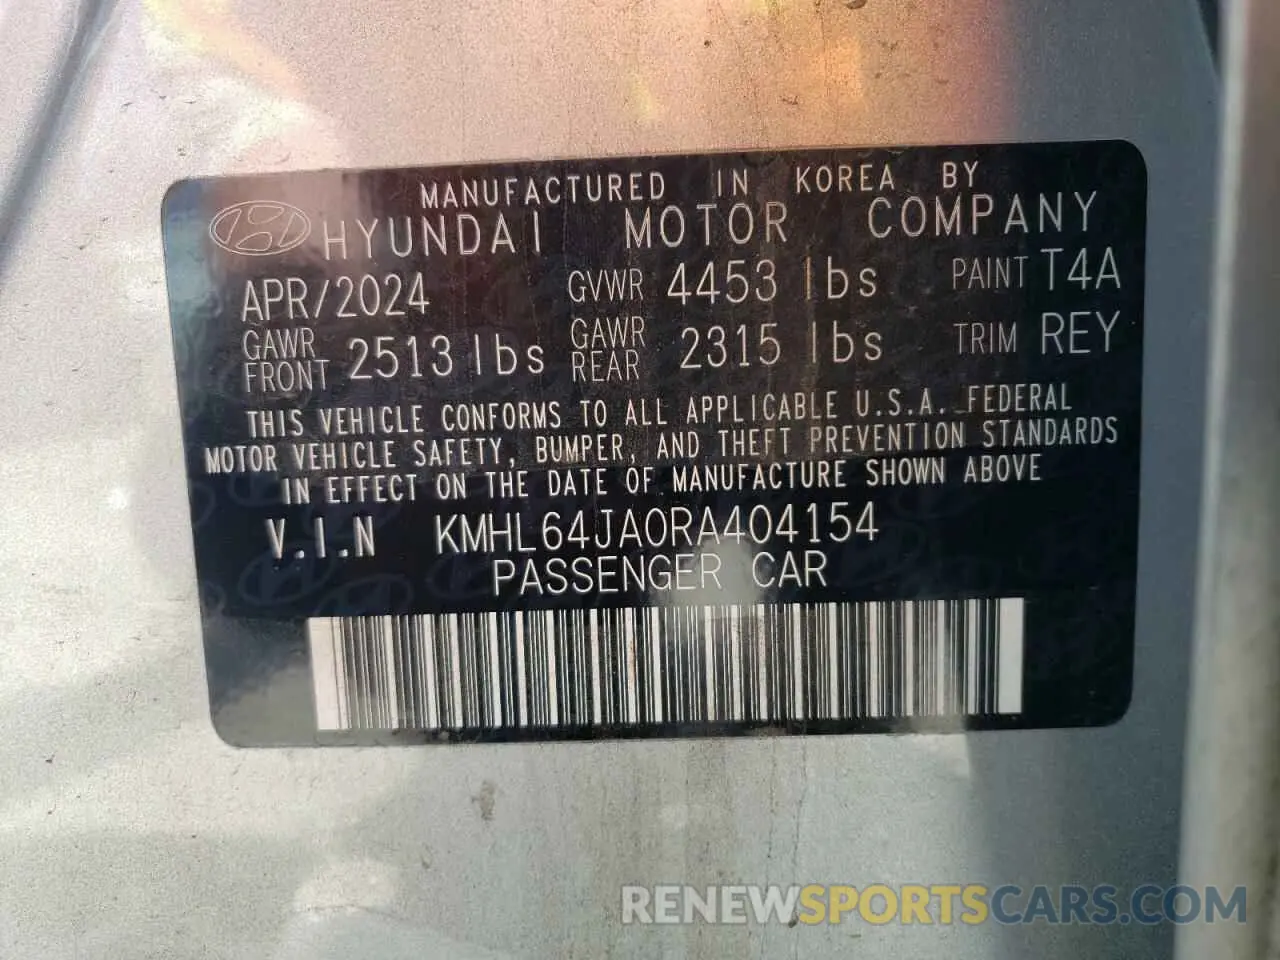 MANUFACTURED IN KOREA BY
HYUNDAI MOTOR COMPANY
APR/2024 GVWR 4453 lbs PAINT T4A
GAWR FRONT 2513 lbs GAWR REAR 2315 lbs TRIM REY
THIS VEHICLE CONFORMS TO ALL APPLICABLE U.S.A. FEDERAL
MOTOR VEHICLE SAFETY, BUMPER, AND THEFT PREVENTION STANDARDS
IN EFFECT ON THE DATE OF MANUFACTURE SHOWN ABOVE
V.I.N KMHL64JA0RA404154
PASSENGER CAR
RENEWSPORTSCARS.COM